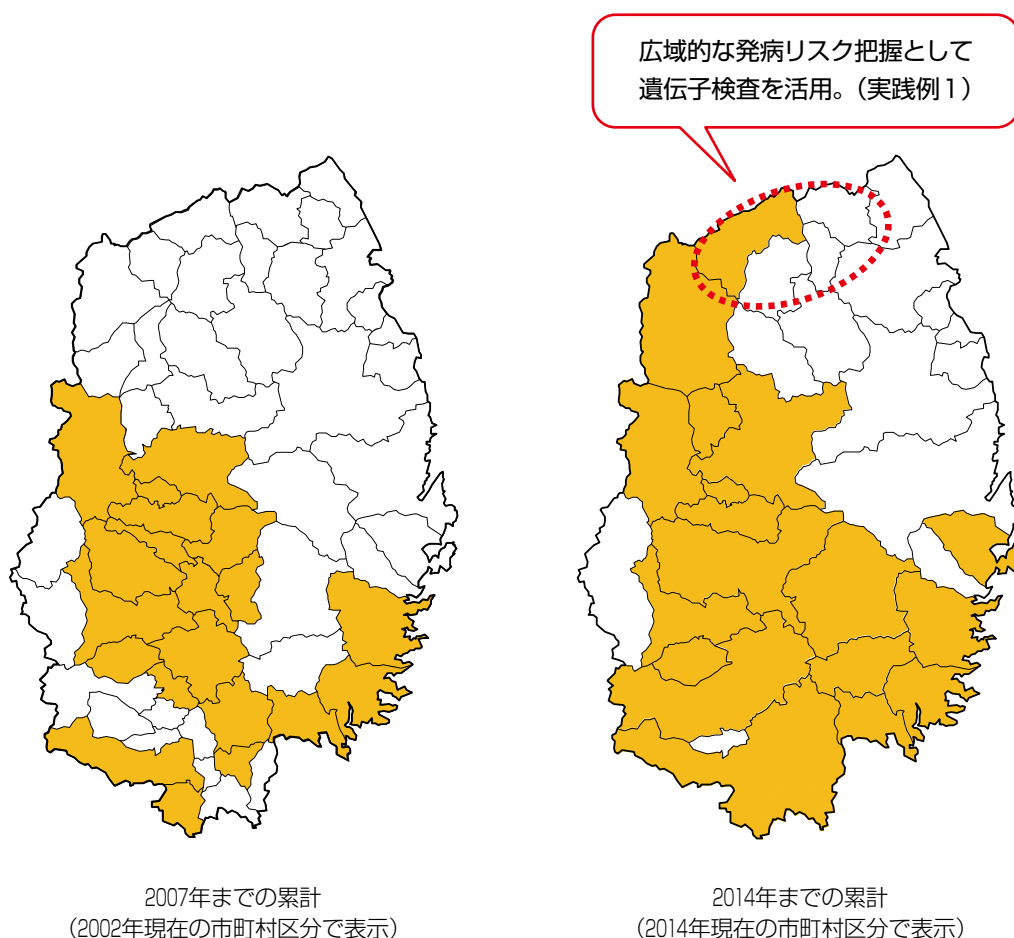 広域的な発病リスク把握として
遺伝子検査を活用。（実践例１）
2007年までの累計
（2002年現在の市町村区分で表示）
2014年までの累計
（2014年現在の市町村区分で表示）